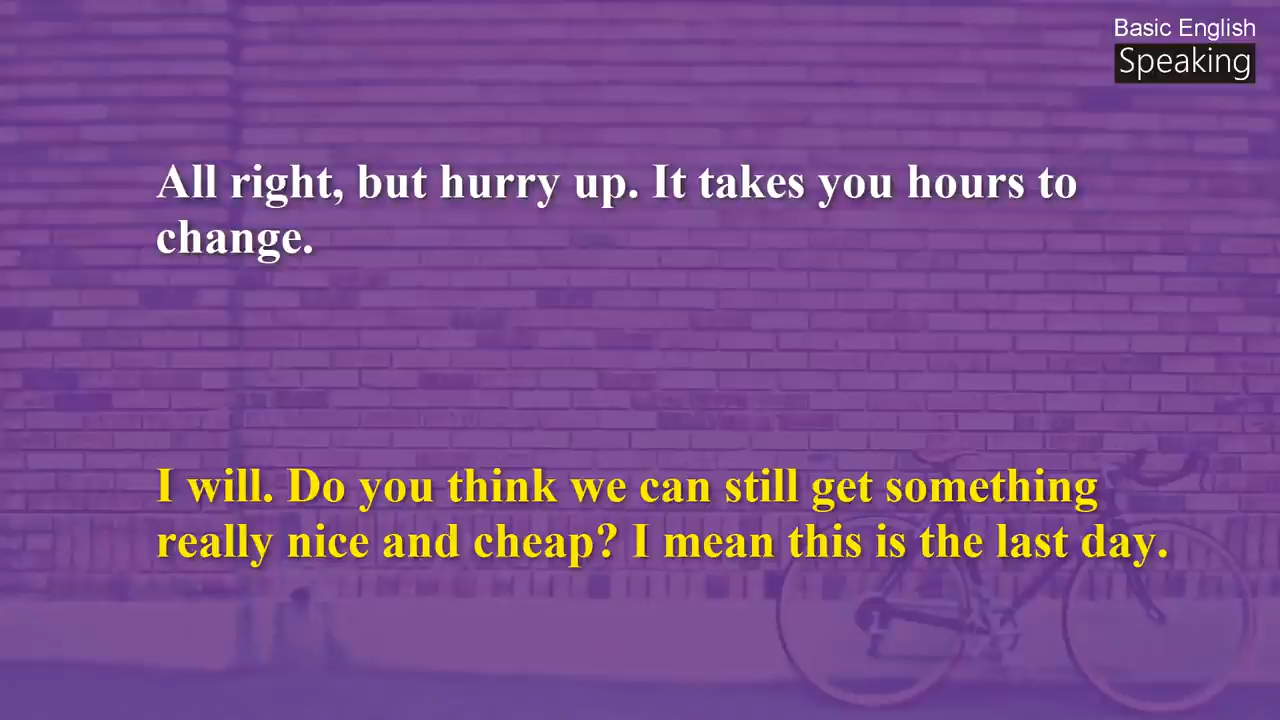 Basic English
Speaking
All right, but hurry up. It takes you hours to
change.
I will. Do you think we can still get something
really nice and cheap? I mean this is the last day.